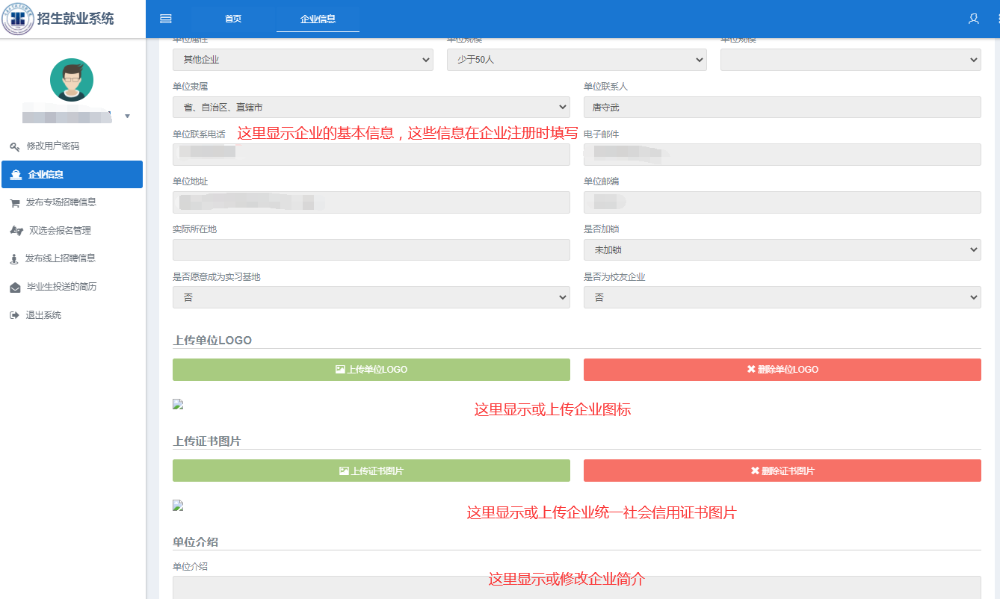 招生就业系统
首页
企业信息
修改用户密码
企业信息
发布专场招聘信息
双选会报名管理
发布线上招聘信息
毕业生投送的简历
退出系统
单位属性 单位规模 单位规模
其他企业 少于50人
单位隶属 单位联系人
省、自治区、直辖市 唐守武
单位联系电话 这里显示企业的基本信息，这些信息在企业注册时填写 电子邮件
单位地址 单位邮编
实际所在地 是否加锁
未加锁
是否愿意成为实习基地 是否为校友企业
否 否
上传单位LOGO
上传单位LOGO 删除单位LOGO
这里显示或上传企业图标
上传证书图片
上传证书图片 删除证书图片
这里显示或上传企业统一社会信用证书图片
单位介绍
单位介绍
这里显示或修改企业简介